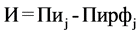 И = Пиj - Пирфj